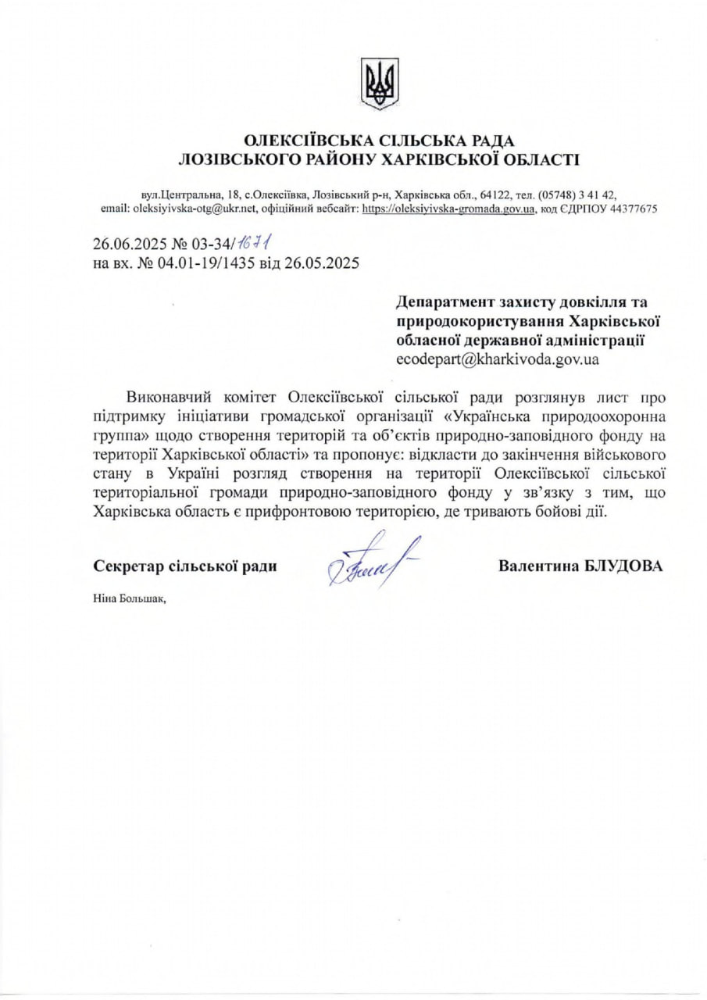 ОЛЕКСІЇВСЬКА СІЛЬСЬКА РАДА
ЛОЗІВСЬКОГО РАЙОНУ ХАРКІВСЬКОЇ ОБЛАСТІ
вул.Центральна, 18, с.Олексіївка, Лозівський р-н, Харківська обл., 64122, тел. (05748) 3 41 42,
email: oleksiyivska-otg@ukr.net, офіційний вебсайт: https://oleksiyivska-gromada.gov.ua, код ЄДРПОУ 44377675
26.06.2025 № 03-34/1671
на вх. № 04.01-19/1435 від 26.05.2025
Депаратмент захисту довкілля та
природокористування Харківської
обласної державної адміністрації
ecodepart@kharkivoda.gov.ua
Виконавчий комітет Олексіївської сільської ради розглянув лист про
підтримку ініціативи громадської організації «Українська природоохоронна
группа» щодо створення територій та об’єктів природно-заповідного фонду на
території Харківської області» та пропонує: відкласти до закінчення військового
стану в Україні розгляд створення на території Олексіївської сільської
територіальної громади природно-заповідного фонду у зв’язку з тим, що
Харківська область є прифронтовою територією, де тривають бойові дії.
Секретар сільської ради Валентина БЛУДОВА
Ніна Большак,